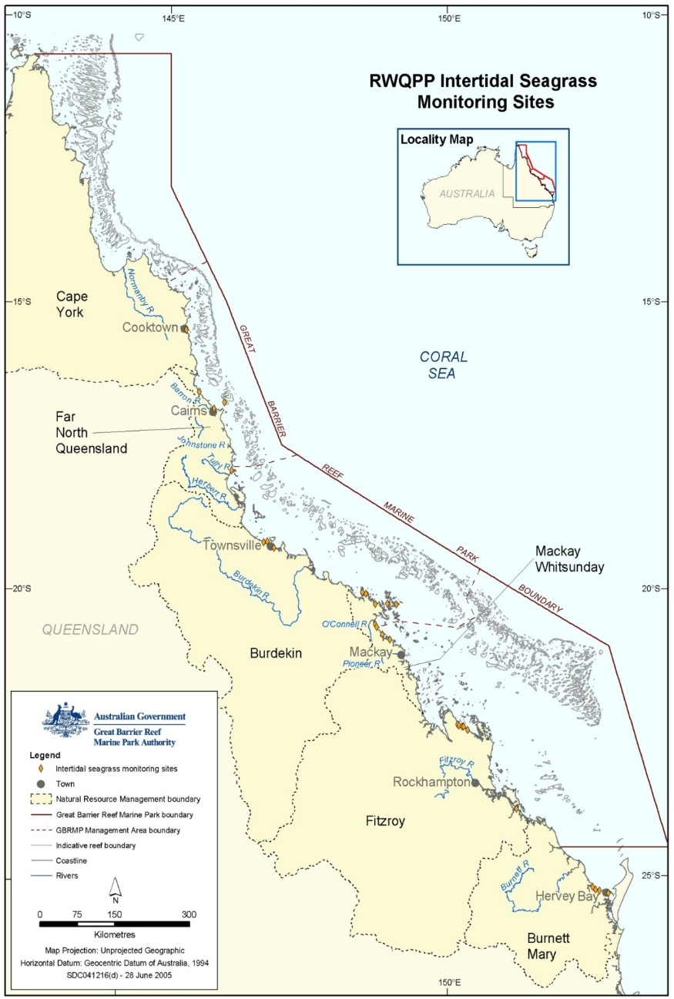 10°S
145°E
150°E
10°S
RWQPP Intertidal Seagrass
Monitoring Sites
Locality Map
AUSTRALIA
Normanby R
15°S
15°S
Cape
York
Cooktown
GREAT
CORAL
SEA
Barron R
Cairns
BARRIER
Far
North
Queensland
Johnstone R
Tully R
REEF
Herbert R
MARINE
Townsville
PARK
Mackay
Whitsunday
Burdekin R
20°S
20°S
BOUNDARY
QUEENSLAND
O'Connell R
Burdekin
Mackay
Pioneer R
Australian Government
Great Barrier Reef
Marine Park Authority
Legend
Intertidal seagrass monitoring sites
Town
Natural Resource Management boundary
Great Barrier Reef Marine Park boundary
GBRMP Management Area boundary
Indicative reef boundary
Coastline
Rivers
N
0 75 150 300
Kilometres
Map Projection: Unprojected Geographic
Horizontal Datum: Geocentric Datum of Australia, 1994
SDC041216(d) - 28 June 2005
Fitzroy R
Rockhampton
Fitzroy
Burnett R
25°S
Hervey Bay
Burnett
Mary
150°E